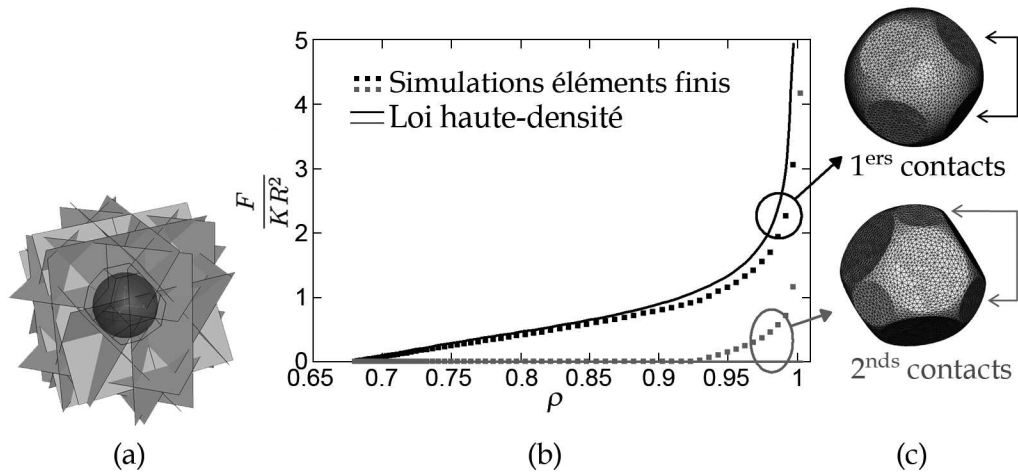 5
4
3
2
1
0
F
KR²
Simulations éléments finis
Loi haute-densité
0.65 0.7 0.75 0.8 0.85 0.9 0.95 1
ρ
1ers contacts
2nds contacts
(a) (b) (c)